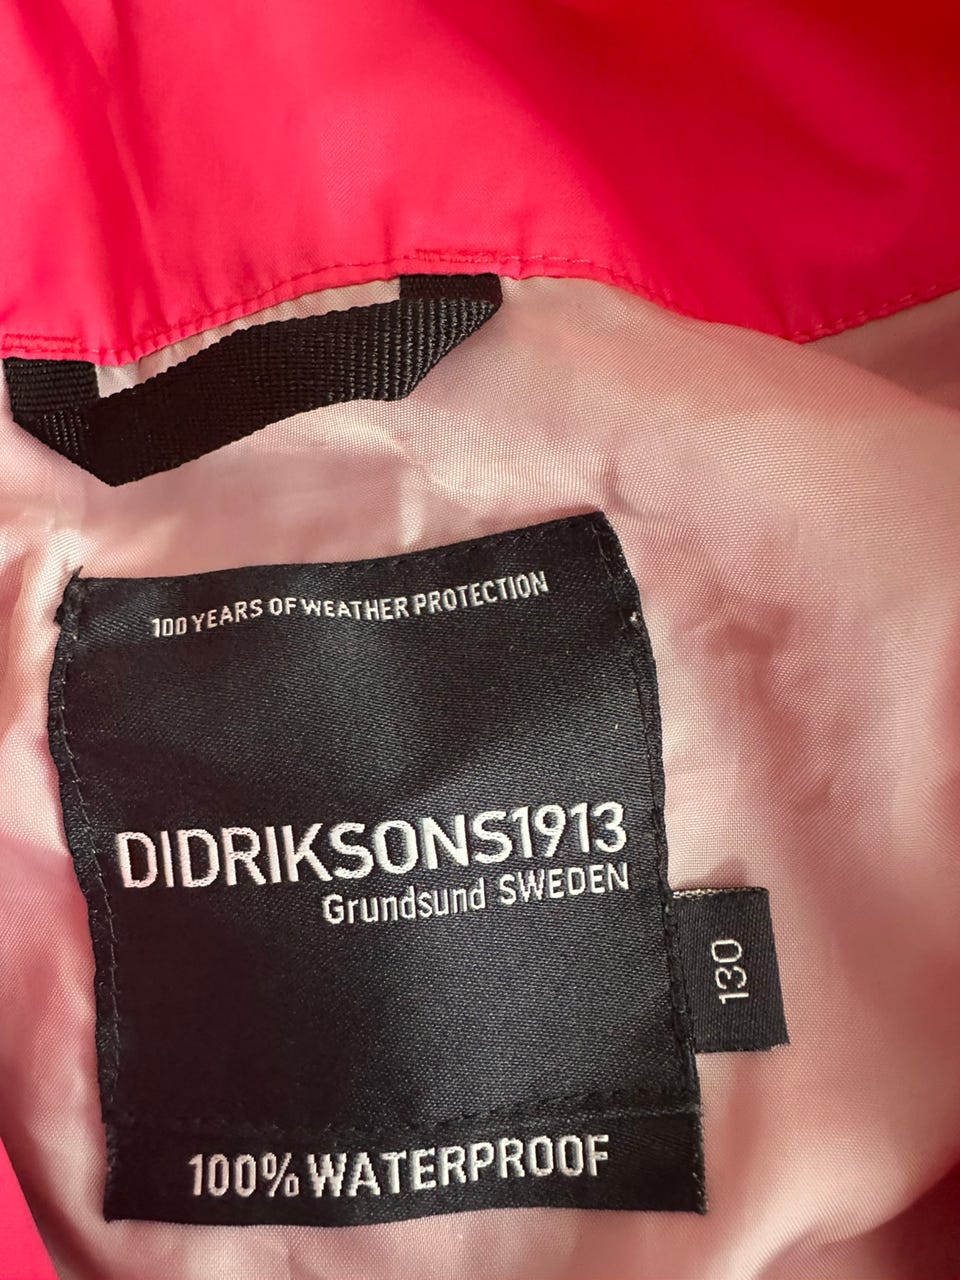 100 YEARS OF WEATHER PROTECTION
DIDRIKSONS1913
Grundsund SWEDEN
130
100% WATERPROOF